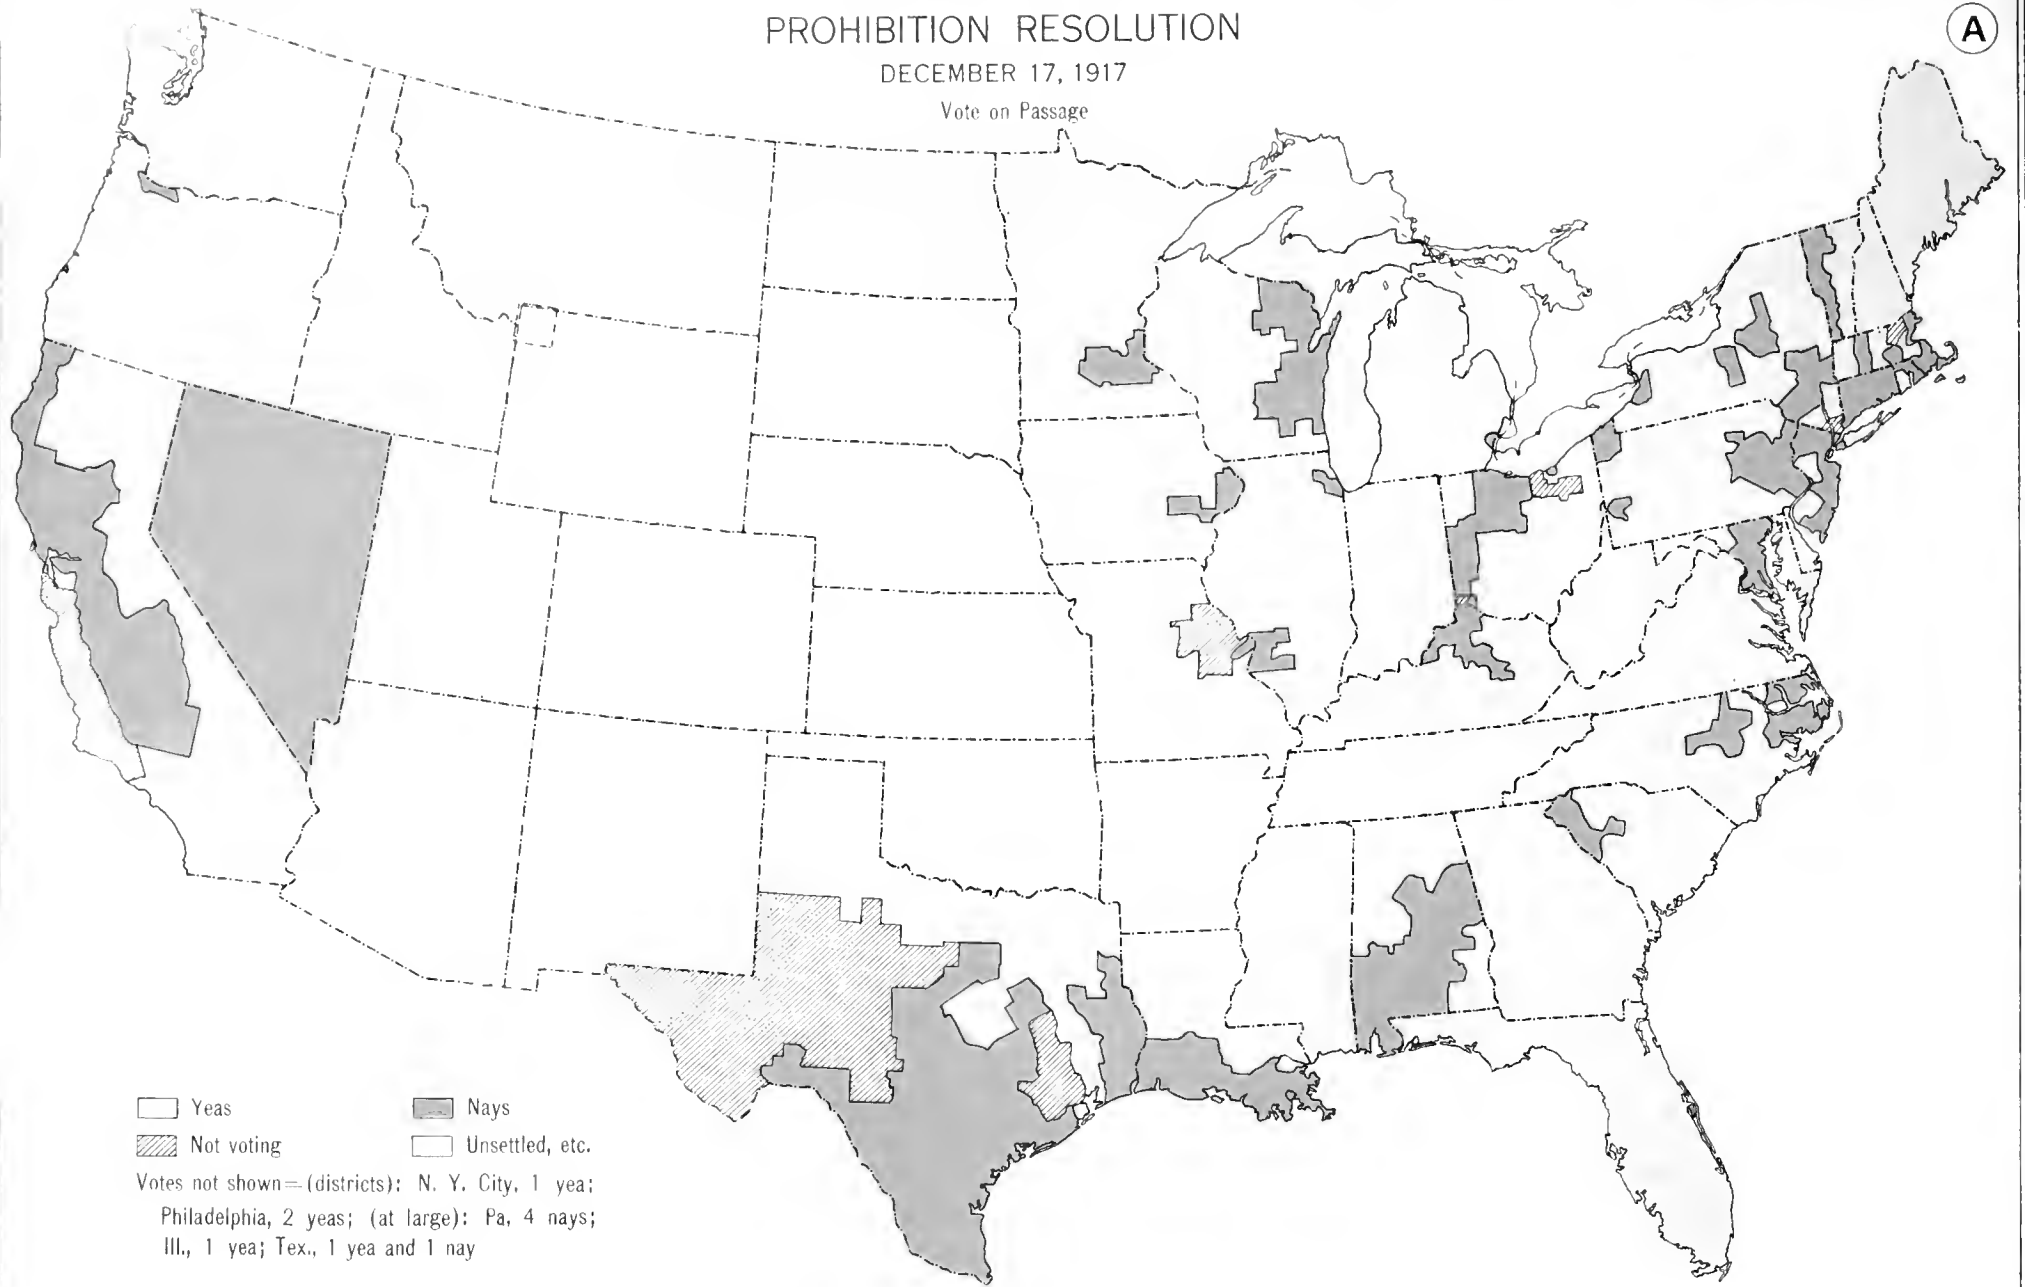 PROHIBITION RESOLUTION
A
DECEMBER 17, 1917
Vote on Passage
Yeas
Nays
Not voting
Unsettled, etc.
Votes not shown=(districts): N. Y. City, 1 yea;
Philadelphia, 2 yeas; (at large): Pa, 4 nays;
Ill., 1 yea; Tex., 1 yea and 1 nay